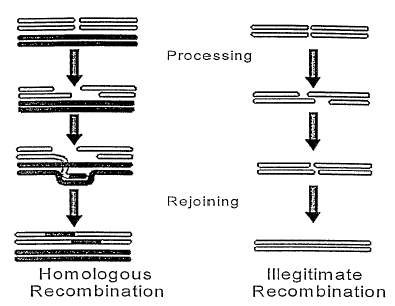 Processing
Rejoining
Homologous
Recombination
Illegitimate
Recombination